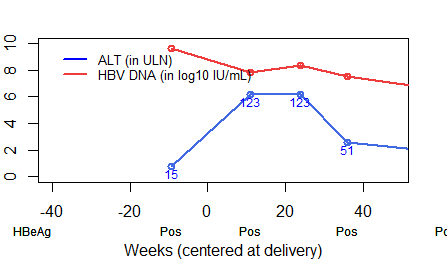 10
8
6
4
2
0
ALT (in ULN)
HBV DNA (in log10 IU/mL)
123 123
51
15
-40 -20 0 20 40
HBeAg Pos Pos Pos Po
Weeks (centered at delivery)